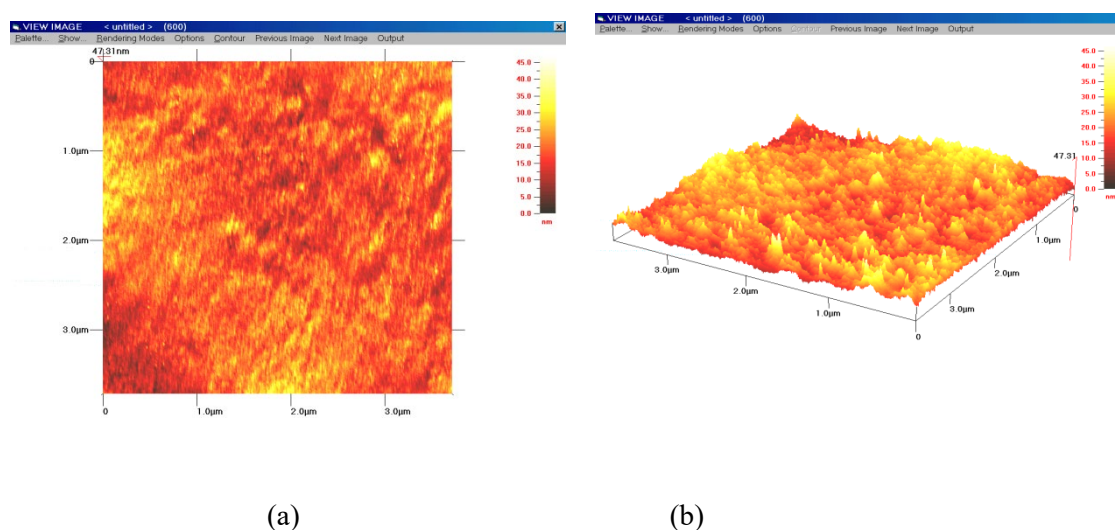 VIEW IMAGE < untitled > (600)
Palette... Show... Rendering Modes Options Contour Previous Image Next Image Output
47.31nm
0
1.0µm
2.0µm
3.0µm
0 1.0µm 2.0µm 3.0µm
45.0
40.0
35.0
30.0
25.0
20.0
15.0
10.0
5.0
0.0
nm
(a)
VIEW IMAGE < untitled > (600)
Palette... Show... Rendering Modes Options Contour Previous Image Next Image Output
45.0
40.0
35.0
30.0
25.0
20.0
15.0
10.0
5.0
0.0
nm
47.31
0
1.0µm
2.0µm
3.0µm
3.0µm
2.0µm
1.0µm
0
(b)